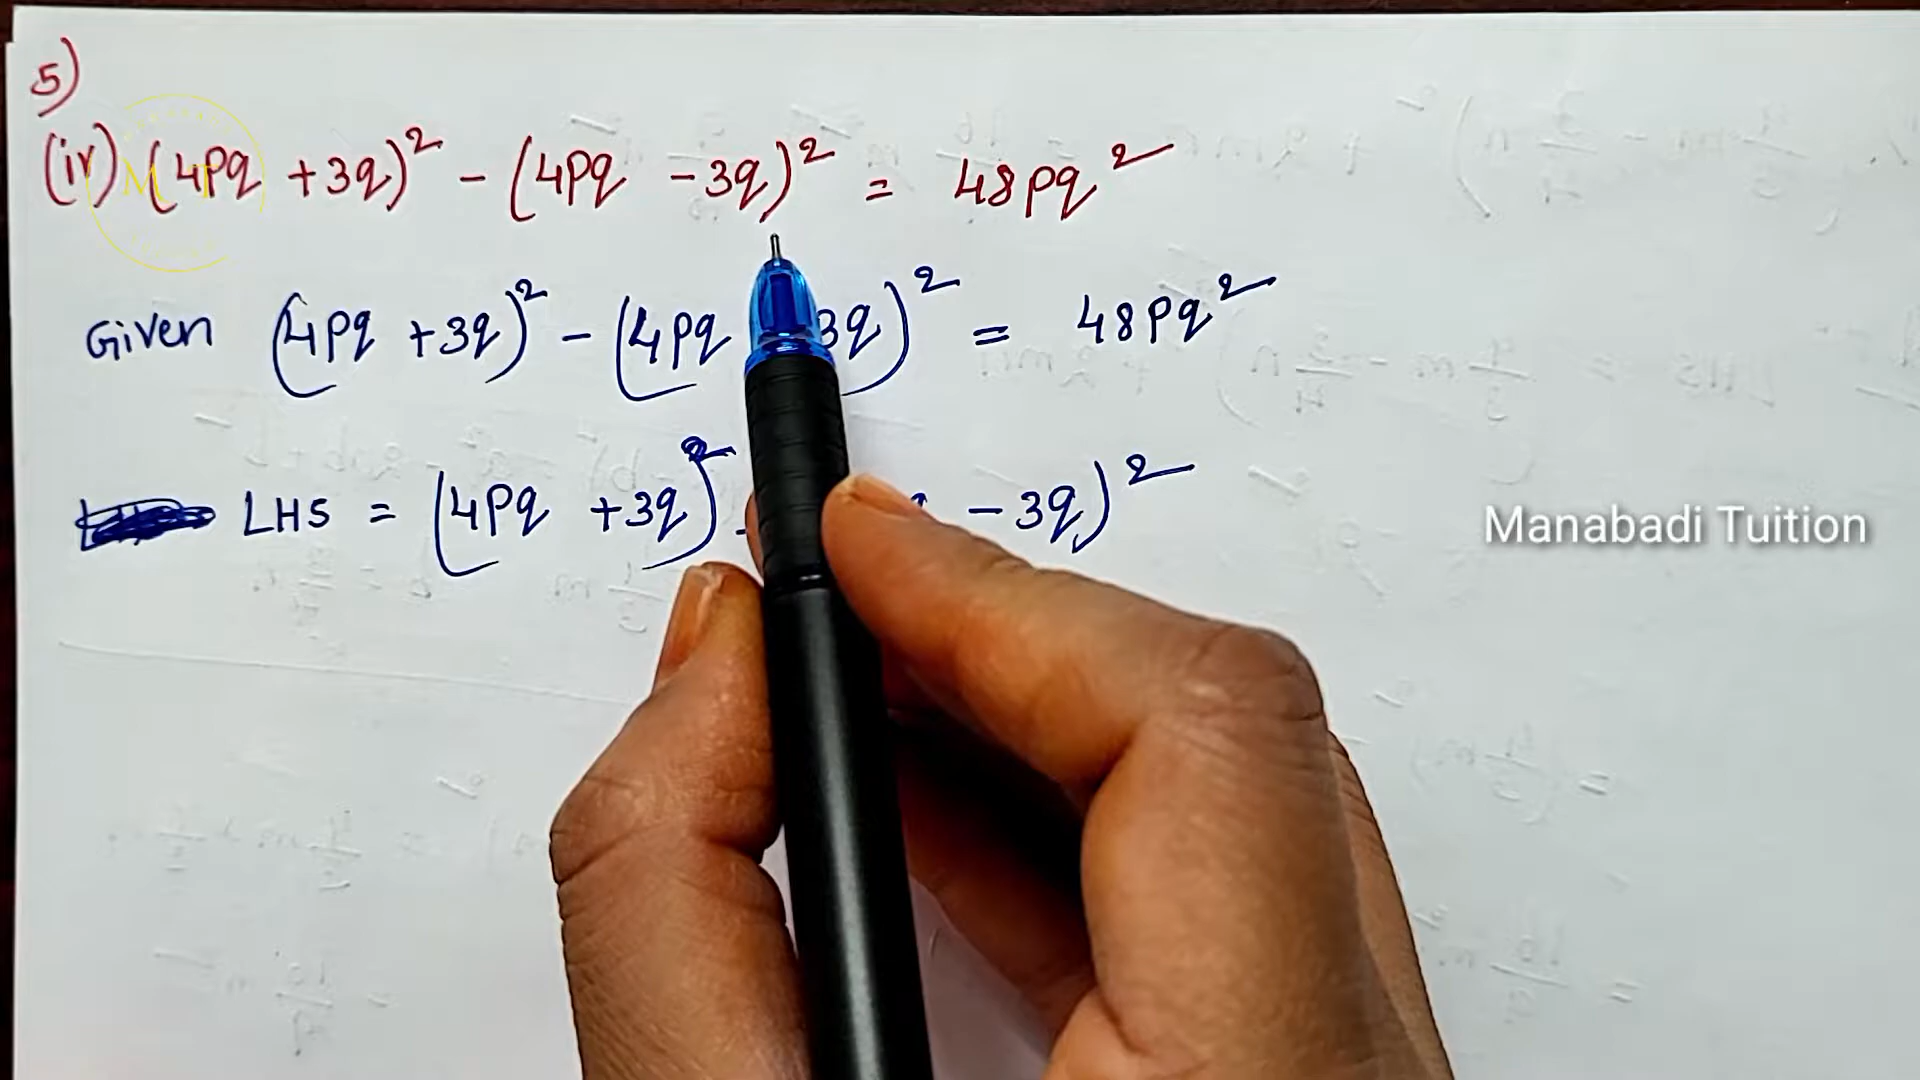 5)
(iv) (4pq +3q)² - (4pq -3q)² = 48pq²
Given (4pq +3q)² - (4pq 3q)² = 48pq²
LHS = (4pq +3q)² - -3q)²
Manabadi Tuition